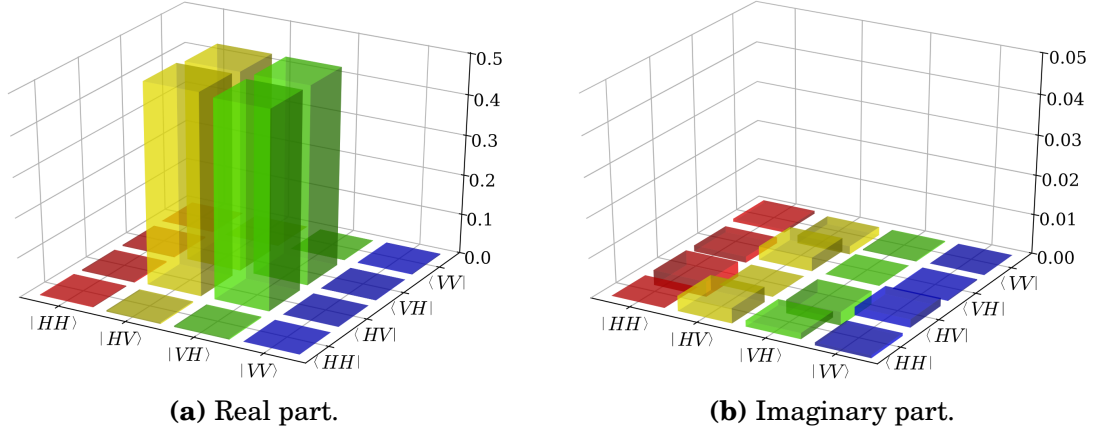 0.5
0.4
0.3
0.2
0.1
0.0
|HH⟩
|HV⟩
|VH⟩
|VV⟩
⟨HH|
⟨HV|
⟨VH|
⟨VV|
(a) Real part.
0.05
0.04
0.03
0.02
0.01
0.00
|HH⟩
|HV⟩
|VH⟩
|VV⟩
⟨HH|
⟨HV|
⟨VH|
⟨VV|
(b) Imaginary part.